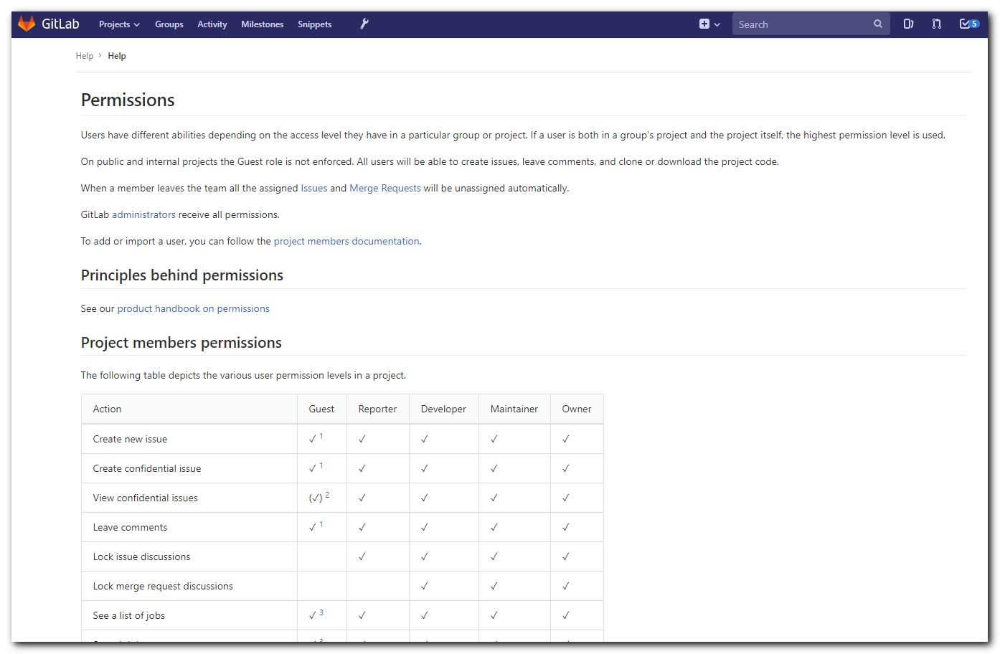 GitLab Projects Groups Activity Milestones Snippets Search 5
Help > Help
Permissions
Users have different abilities depending on the access level they have in a particular group or project. If a user is both in a group's project and the project itself, the highest permission level is used.
On public and internal projects the Guest role is not enforced. All users will be able to create issues, leave comments, and clone or download the project code.
When a member leaves the team all the assigned Issues and Merge Requests will be unassigned automatically.
GitLab administrators receive all permissions.
To add or import a user, you can follow the project members documentation.
Principles behind permissions
See our product handbook on permissions
Project members permissions
The following table depicts the various user permission levels in a project.
Action Guest Reporter Developer Maintainer Owner
Create new issue ✓ 1 ✓ ✓ ✓ ✓
Create confidential issue ✓ 1 ✓ ✓ ✓ ✓
View confidential issues (✓) 2 ✓ ✓ ✓ ✓
Leave comments ✓ 1 ✓ ✓ ✓ ✓
Lock issue discussions ✓ ✓ ✓ ✓
Lock merge request discussions ✓ ✓ ✓
See a list of jobs ✓ 3 ✓ ✓ ✓ ✓